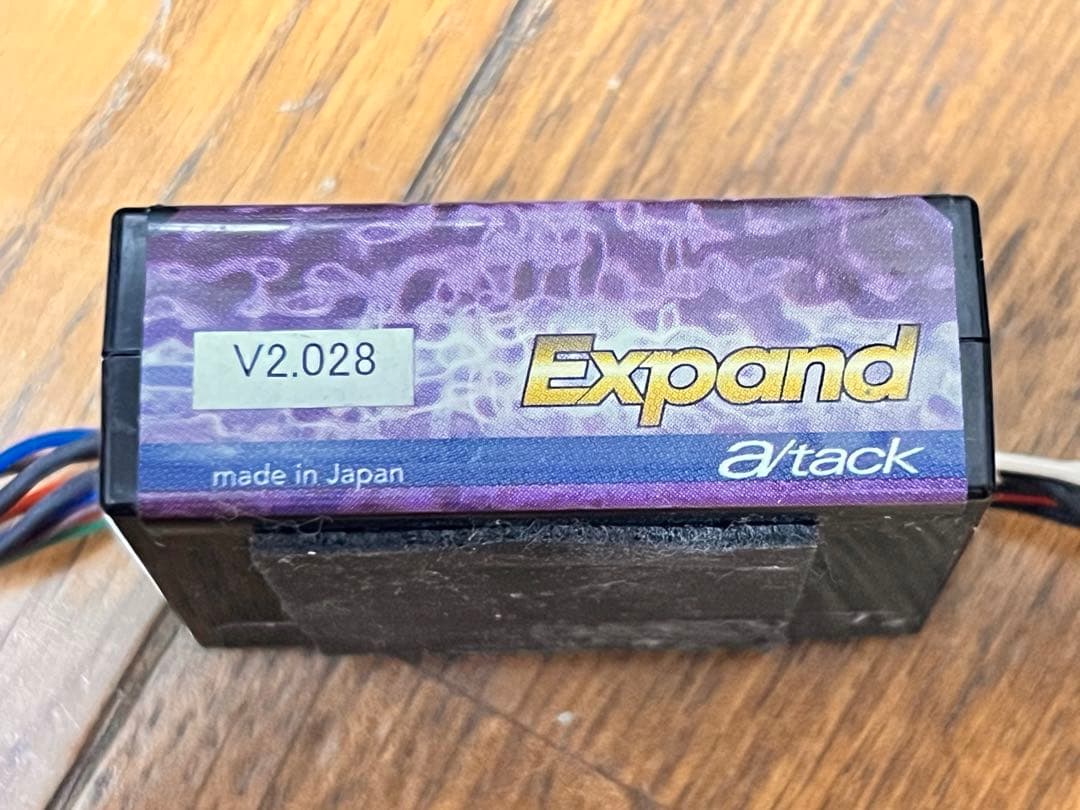 V2.028
Expand
made in Japan
a/tack